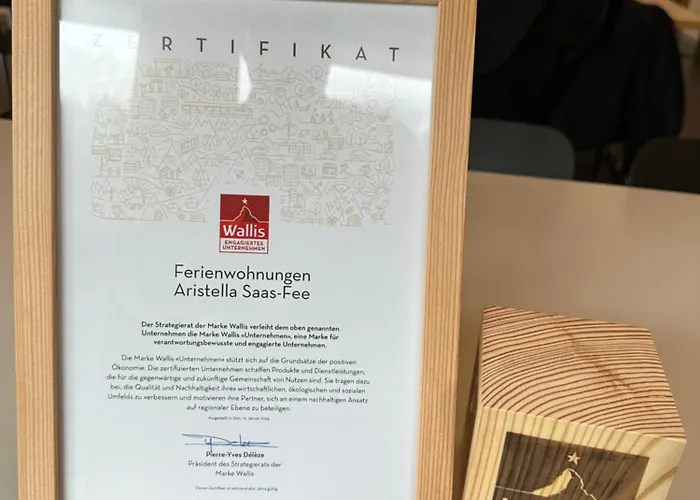 ZERTIFIKAT
Wallis
ENGAGIERTES
UNTERNEHMEN
Ferienwohnungen
Aristella Saas-Fee
Der Strategierat der Marke Wallis verleiht dem oben genannten
Unternehmen die Marke Wallis «Unternehmen», eine Marke für
verantwortungsbewusste und engagierte Unternehmen.
Die Marke Wallis «Unternehmen» stützt sich auf die Grundsätze der positiven
Ökonomie. Die zertifizierten Unternehmen schaffen Produkte und Dienstleistungen,
die für die gegenwärtige und zukünftige Gemeinschaft von Nutzen sind. Sie tragen dazu
bei, die Qualität und Nachhaltigkeit ihres wirtschaftlichen, ökologischen und sozialen
Umfelds zu verbessern und motivieren ihre Partner, sich an einem nachhaltigen Ansatz
auf regionaler Ebene zu beteiligen.
Pierre-Yves Délèze
Präsident des Strategierats der
Marke Wallis